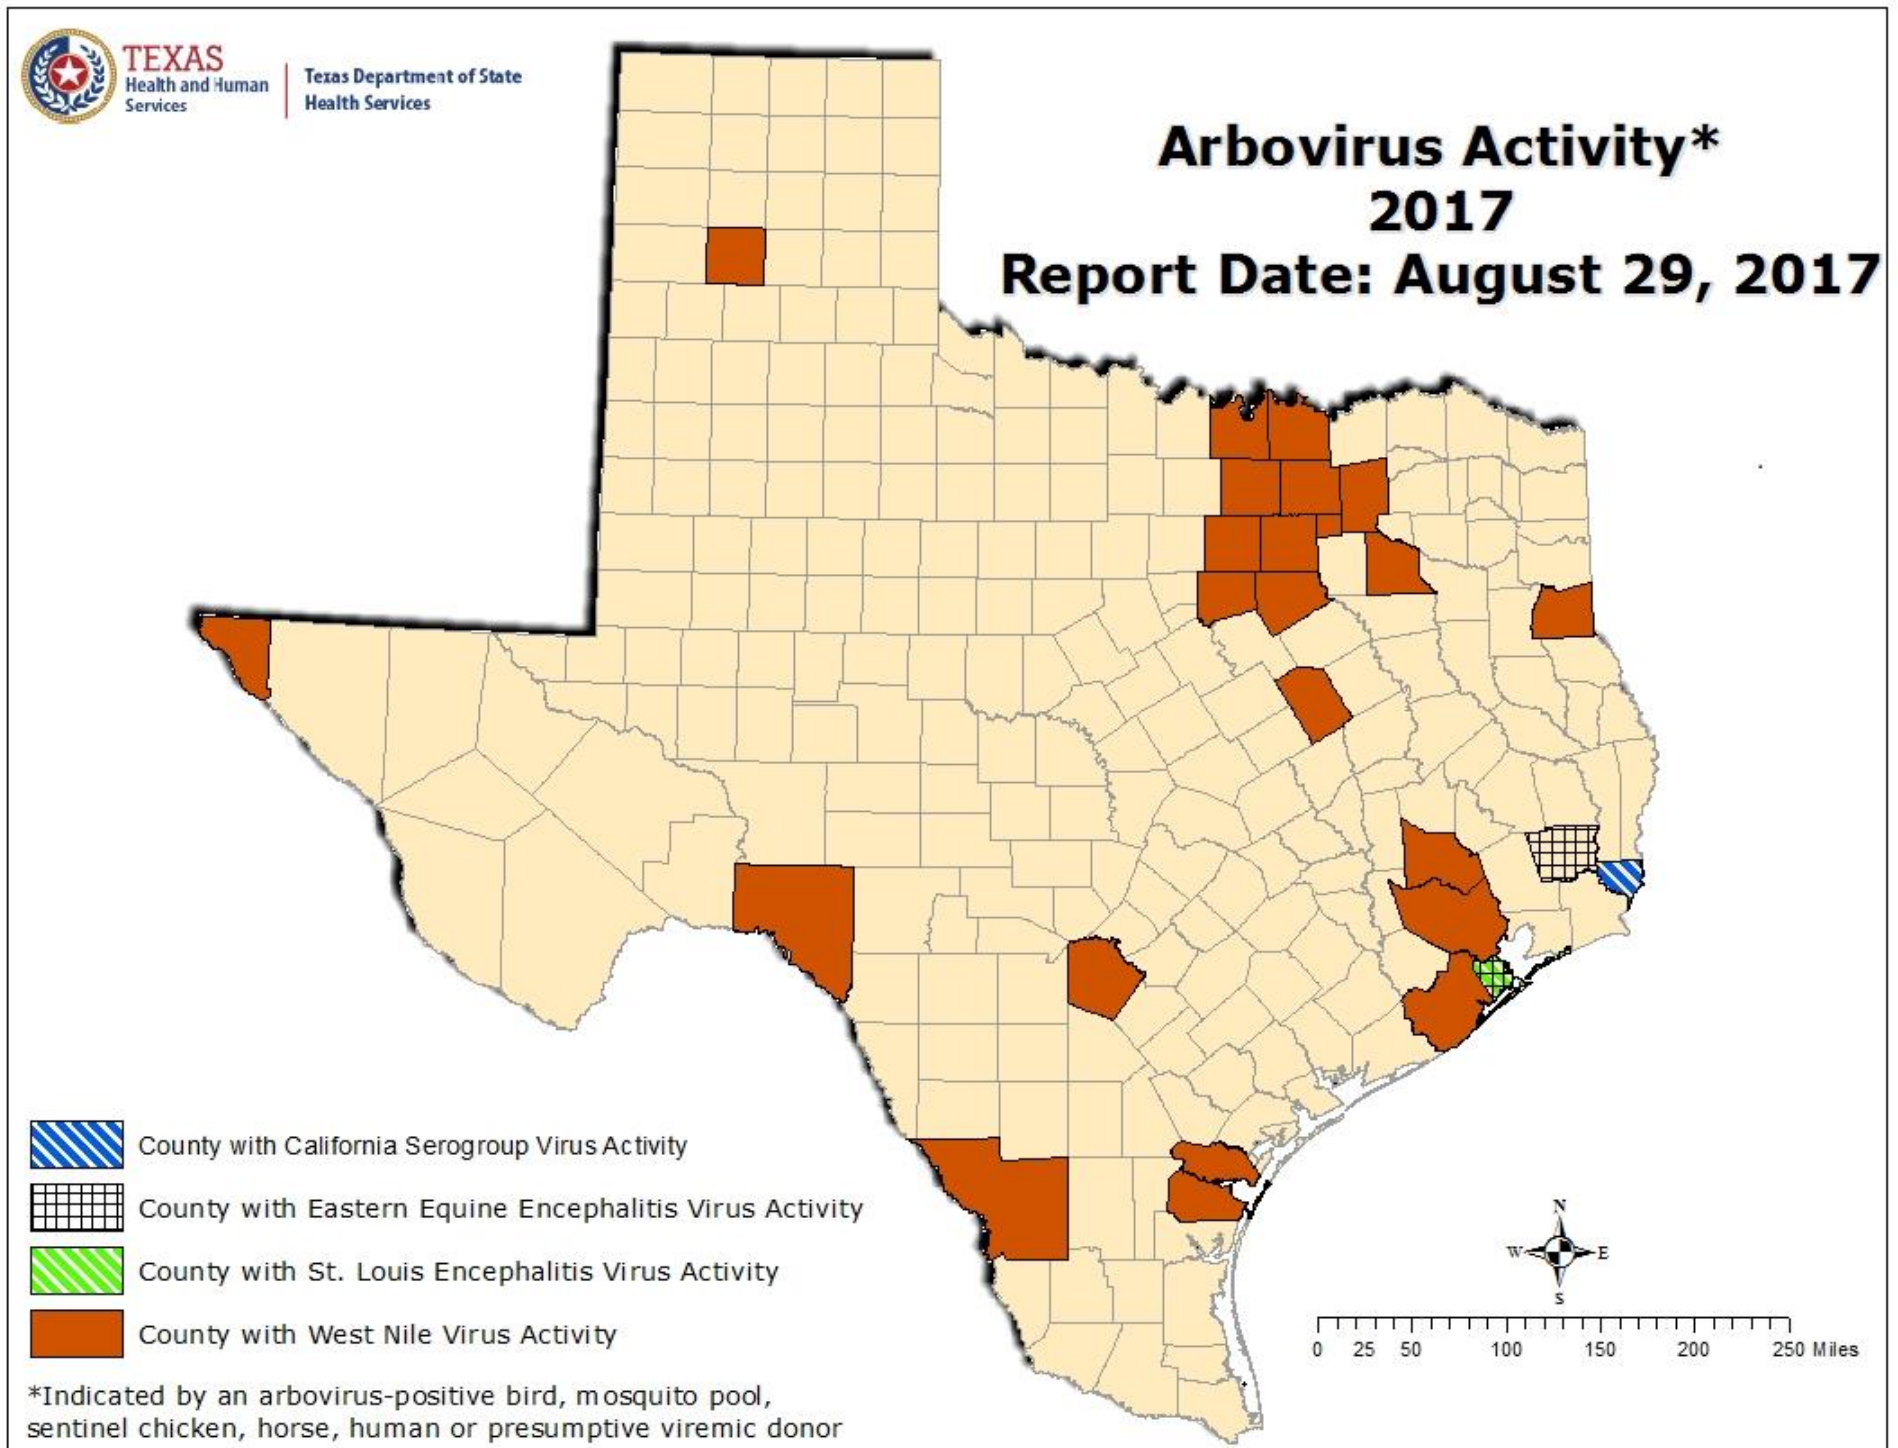 TEXAS
Health and Human
Services
Texas Department of State
Health Services
Arbovirus Activity*
2017
Report Date: August 29, 2017
County with California Serogroup Virus Activity
County with Eastern Equine Encephalitis Virus Activity
County with St. Louis Encephalitis Virus Activity
County with West Nile Virus Activity
*Indicated by an arbovirus-positive bird, mosquito pool,
sentinel chicken, horse, human or presumptive viremic donor
N
W E
S
0 25 50 100 150 200 250 Miles